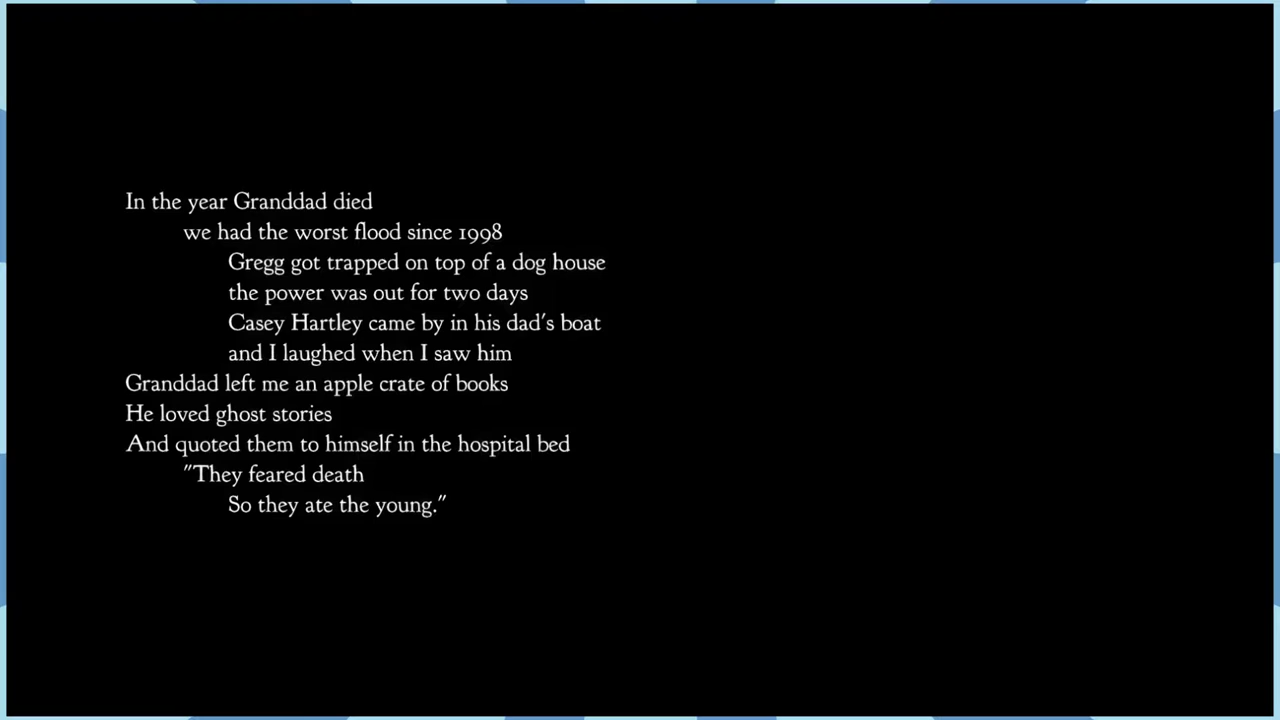 In the year Granddad died
we had the worst flood since 1998
Gregg got trapped on top of a dog house
the power was out for two days
Casey Hartley came by in his dad's boat
and I laughed when I saw him
Granddad left me an apple crate of books
He loved ghost stories
And quoted them to himself in the hospital bed
"They feared death
So they ate the young."